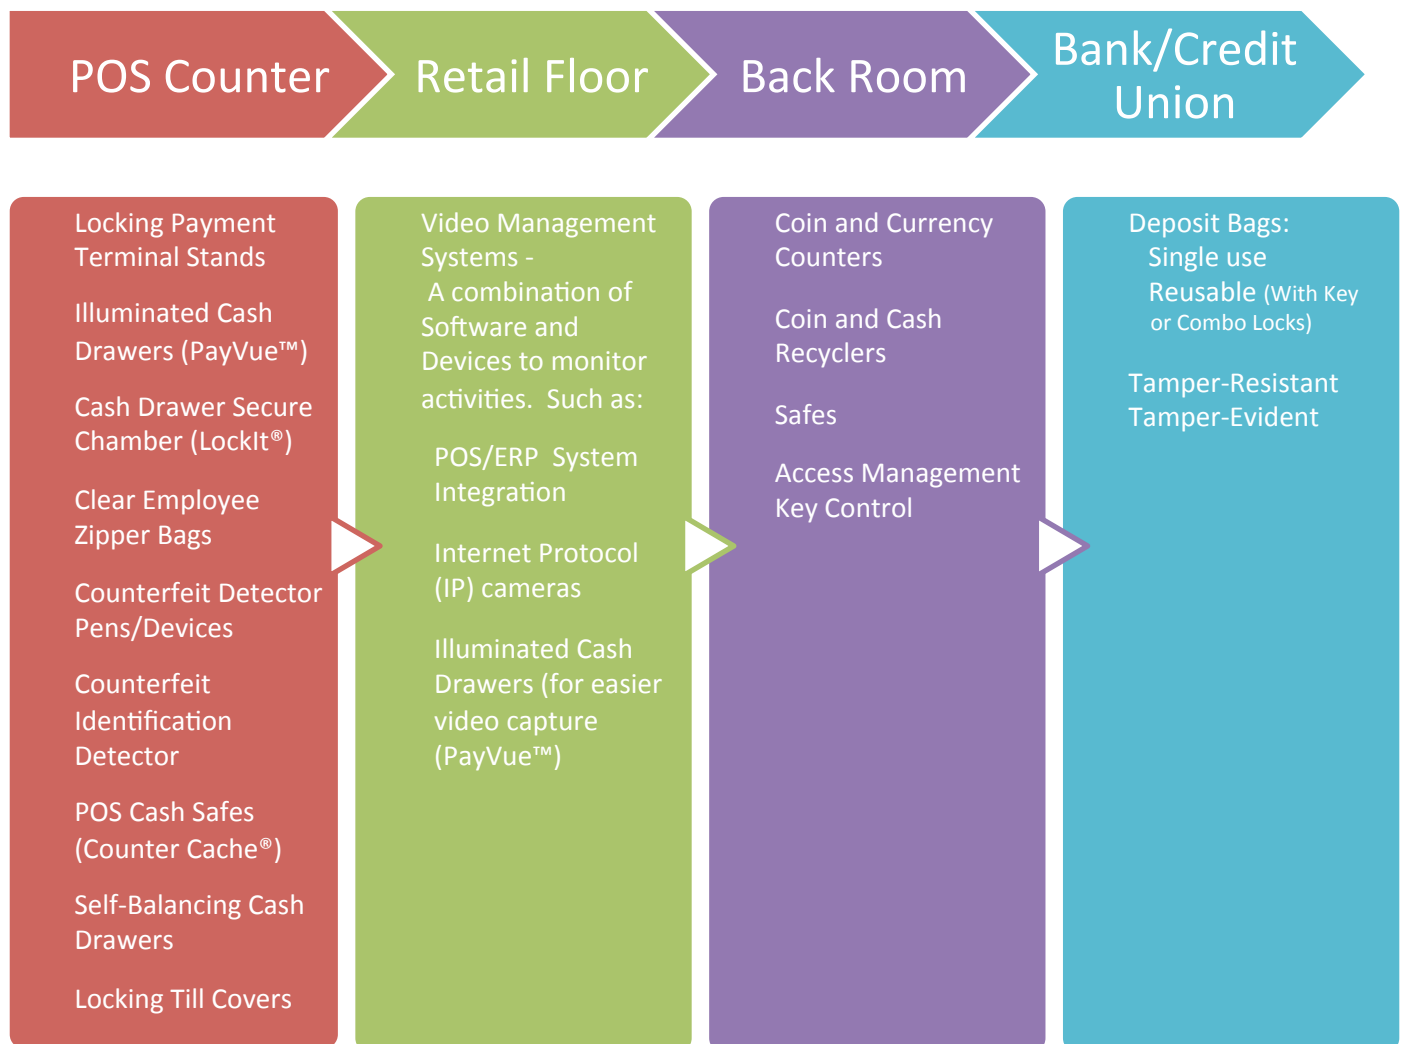 POS Counter
Retail Floor
Back Room
Bank/Credit
Union
Locking Payment
Terminal Stands
Illuminated Cash
Drawers (PayVue™)
Cash Drawer Secure
Chamber (LockIt®)
Clear Employee
Zipper Bags
Counterfeit Detector
Pens/Devices
Counterfeit
Identification
Detector
POS Cash Safes
(Counter Cache®)
Self-Balancing Cash
Drawers
Locking Till Covers
Video Management
Systems -
A combination of
Software and
Devices to monitor
activities.  Such as:
POS/ERP  System
Integration
Internet Protocol
(IP) cameras
Illuminated Cash
Drawers (for easier
video capture
(PayVue™)
Coin and Currency
Counters
Coin and Cash
Recyclers
Safes
Access Management
Key Control
Deposit Bags:
Single use
Reusable (With Key
or Combo Locks)
Tamper-Resistant
Tamper-Evident